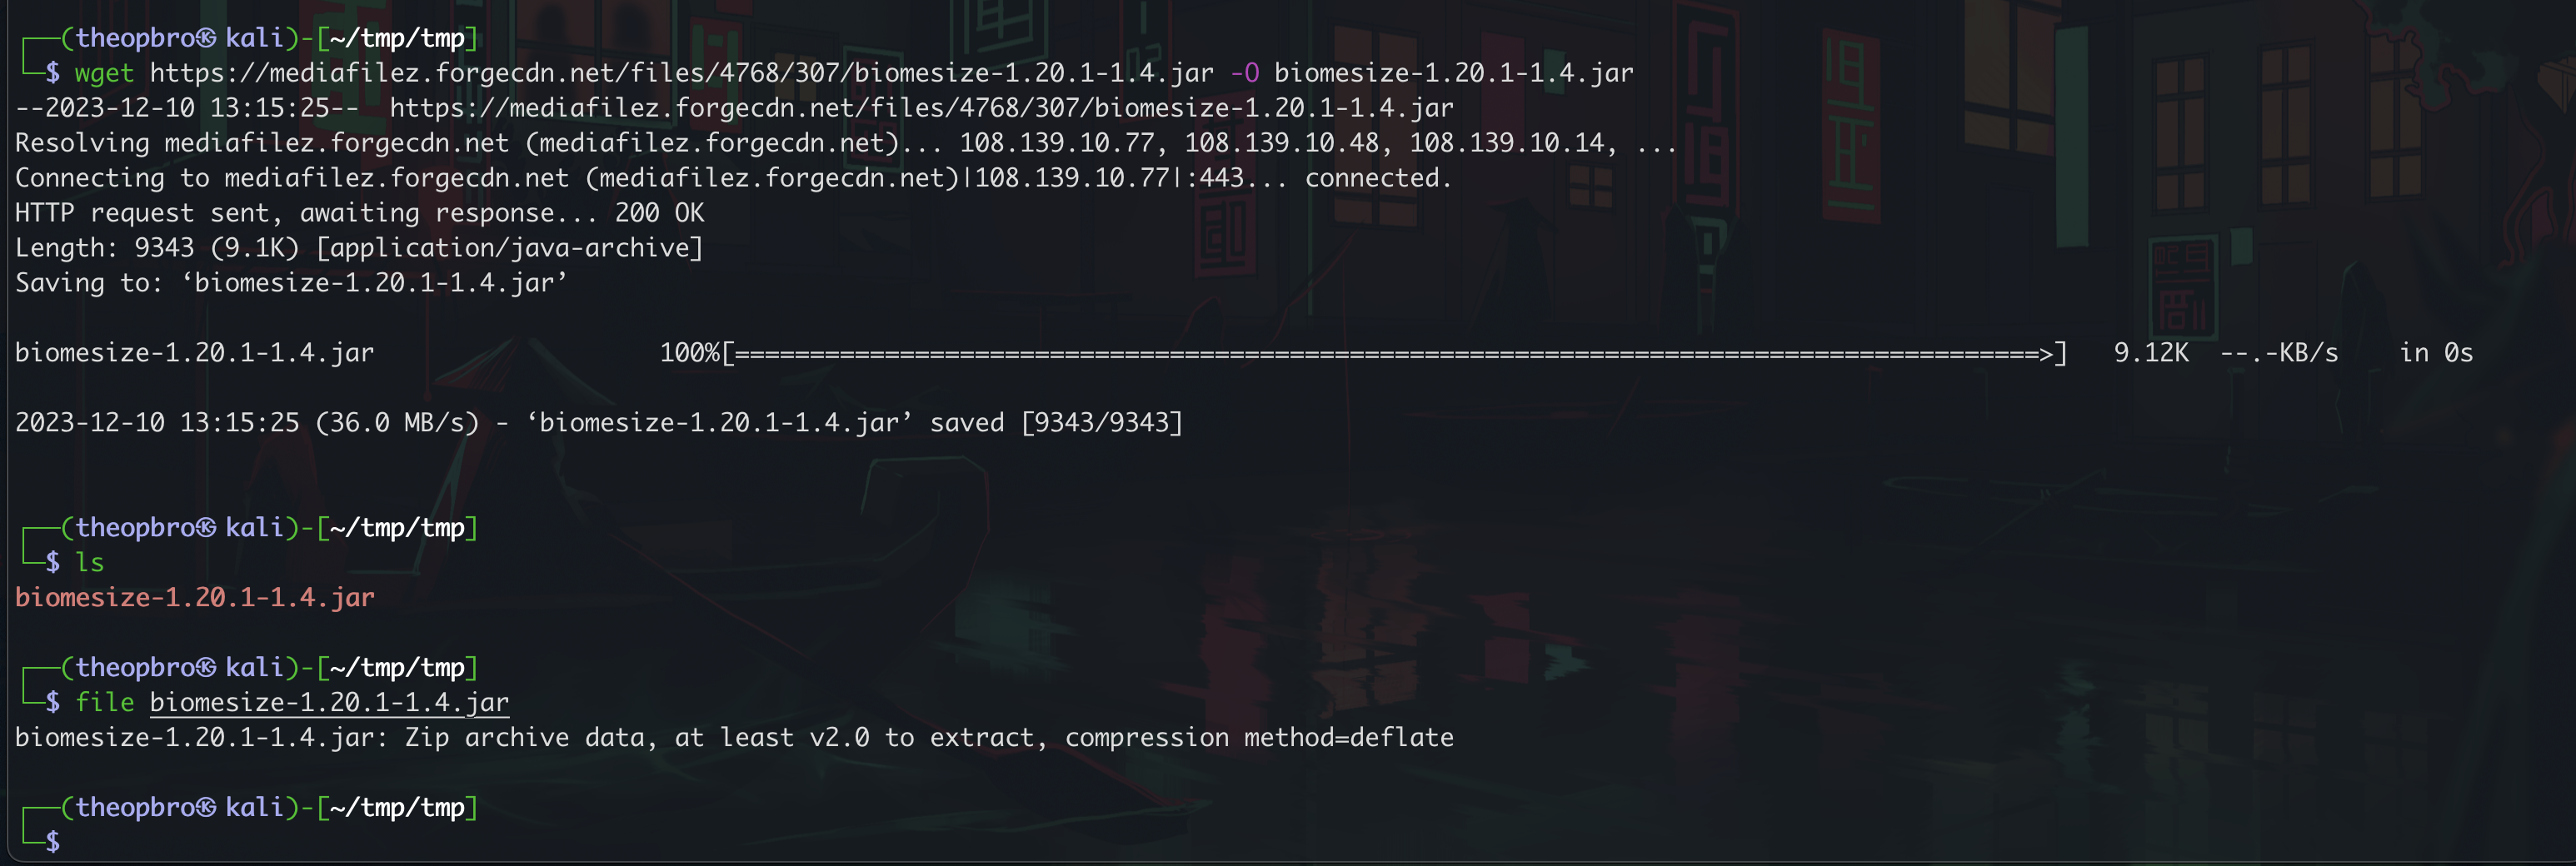 ┌──(theopbro㉿kali)-[~/tmp/tmp]
└─$ wget https://mediafilez.forgecdn.net/files/4768/307/biomesize-1.20.1-1.4.jar -O biomesize-1.20.1-1.4.jar
--2023-12-10 13:15:25--  https://mediafilez.forgecdn.net/files/4768/307/biomesize-1.20.1-1.4.jar
Resolving mediafilez.forgecdn.net (mediafilez.forgecdn.net)... 108.139.10.77, 108.139.10.48, 108.139.10.14, ...
Connecting to mediafilez.forgecdn.net (mediafilez.forgecdn.net)|108.139.10.77|:443... connected.
HTTP request sent, awaiting response... 200 OK
Length: 9343 (9.1K) [application/java-archive]
Saving to: ‘biomesize-1.20.1-1.4.jar’
biomesize-1.20.1-1.4.jar                   100%[=======================================================================================>]   9.12K  --.-KB/s    in 0s
2023-12-10 13:15:25 (36.0 MB/s) - ‘biomesize-1.20.1-1.4.jar’ saved [9343/9343]
┌──(theopbro㉿kali)-[~/tmp/tmp]
└─$ ls
biomesize-1.20.1-1.4.jar
┌──(theopbro㉿kali)-[~/tmp/tmp]
└─$ file biomesize-1.20.1-1.4.jar
biomesize-1.20.1-1.4.jar: Zip archive data, at least v2.0 to extract, compression method=deflate
┌──(theopbro㉿kali)-[~/tmp/tmp]
└─$